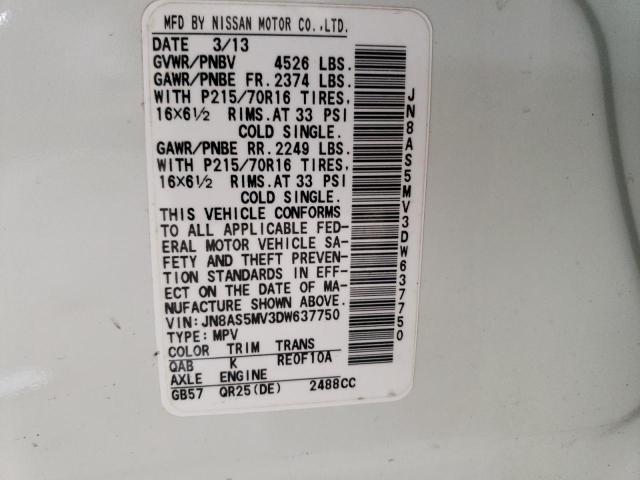 MFD BY NISSAN MOTOR CO.,LTD.
DATE 3/13
GVWR/PNBV 4526 LBS.
GAWR/PNBE FR. 2374 LBS.
WITH P215/70R16 TIRES,
16×6½ RIMS.AT 33 PSI
COLD SINGLE.
GAWR/PNBE RR. 2249 LBS.
WITH P215/70R16 TIRES,
16×6½ RIMS.AT 33 PSI
COLD SINGLE.
THIS VEHICLE CONFORMS
TO ALL APPLICABLE FED-
ERAL MOTOR VEHICLE SA-
FETY AND THEFT PREVEN-
TION STANDARDS IN EFF-
ECT ON THE DATE OF MA-
NUFACTURE SHOWN ABOVE.
VIN: JN8AS5MV3DW637750
TYPE: MPV
COLOR TRIM TRANS
QAB K RE0F10A
AXLE ENGINE
GB57 QR25(DE) 2488CC
JN8AS5MV3DW637750